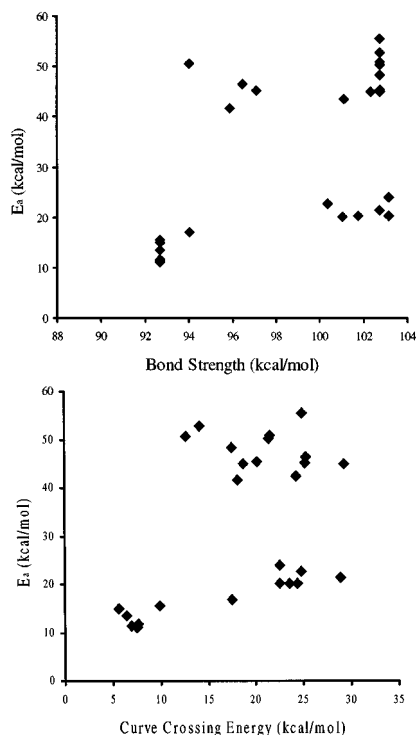 60
50
40
30
20
10
0
Ea (kcal/mol)
88 90 92 94 96 98 100 102 104
Bond Strength (kcal/mol)
60
50
40
30
20
10
0
Ea (kcal/mol)
0 5 10 15 20 25 30 35
Curve Crossing Energy (kcal/mol)